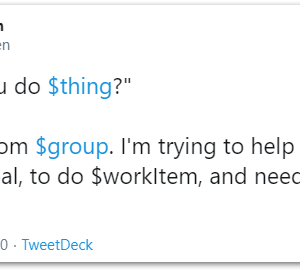 n
en
u do $thing?"
om $group. I'm trying to help
al, to do $workItem, and need
0 · TweetDeck